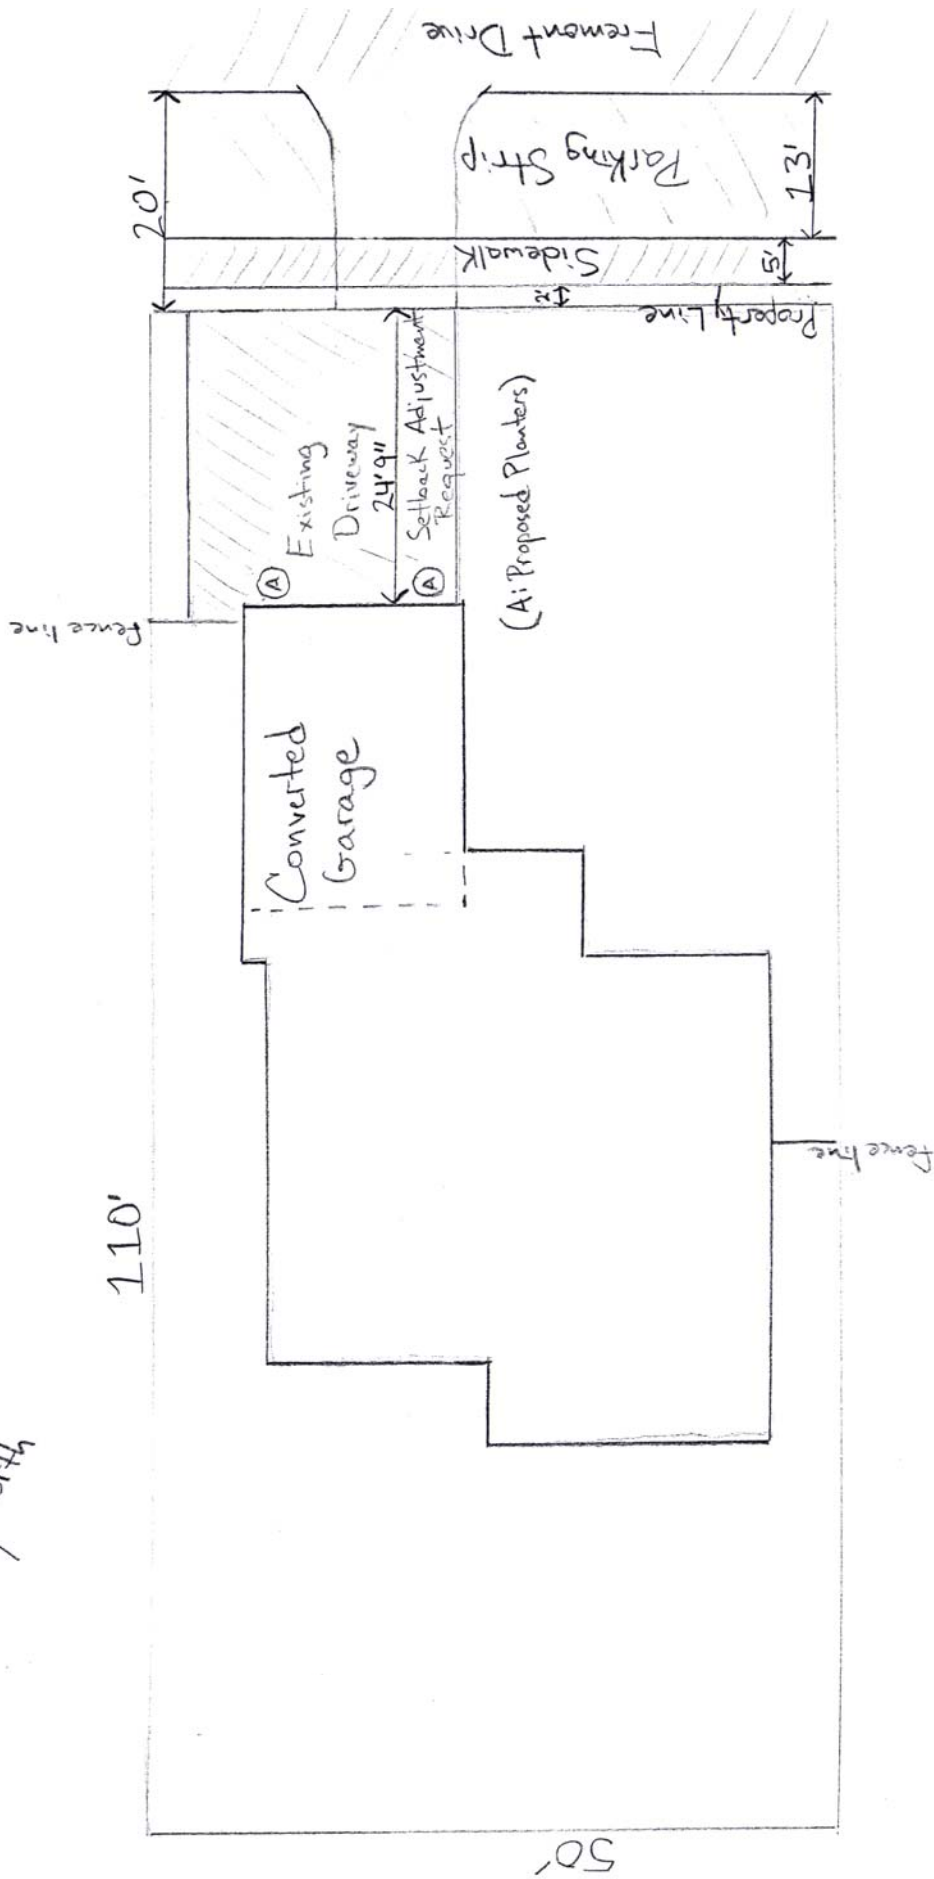 Fremont Drive
Parking Strip
13'
20'
Sidewalk
5'
2'
Property Line
Existing
Driveway
24'9"
Setback Adjustment
Request
A
A
(A: Proposed Planters)
Fence line
Converted
Garage
Fence line
110'
50'